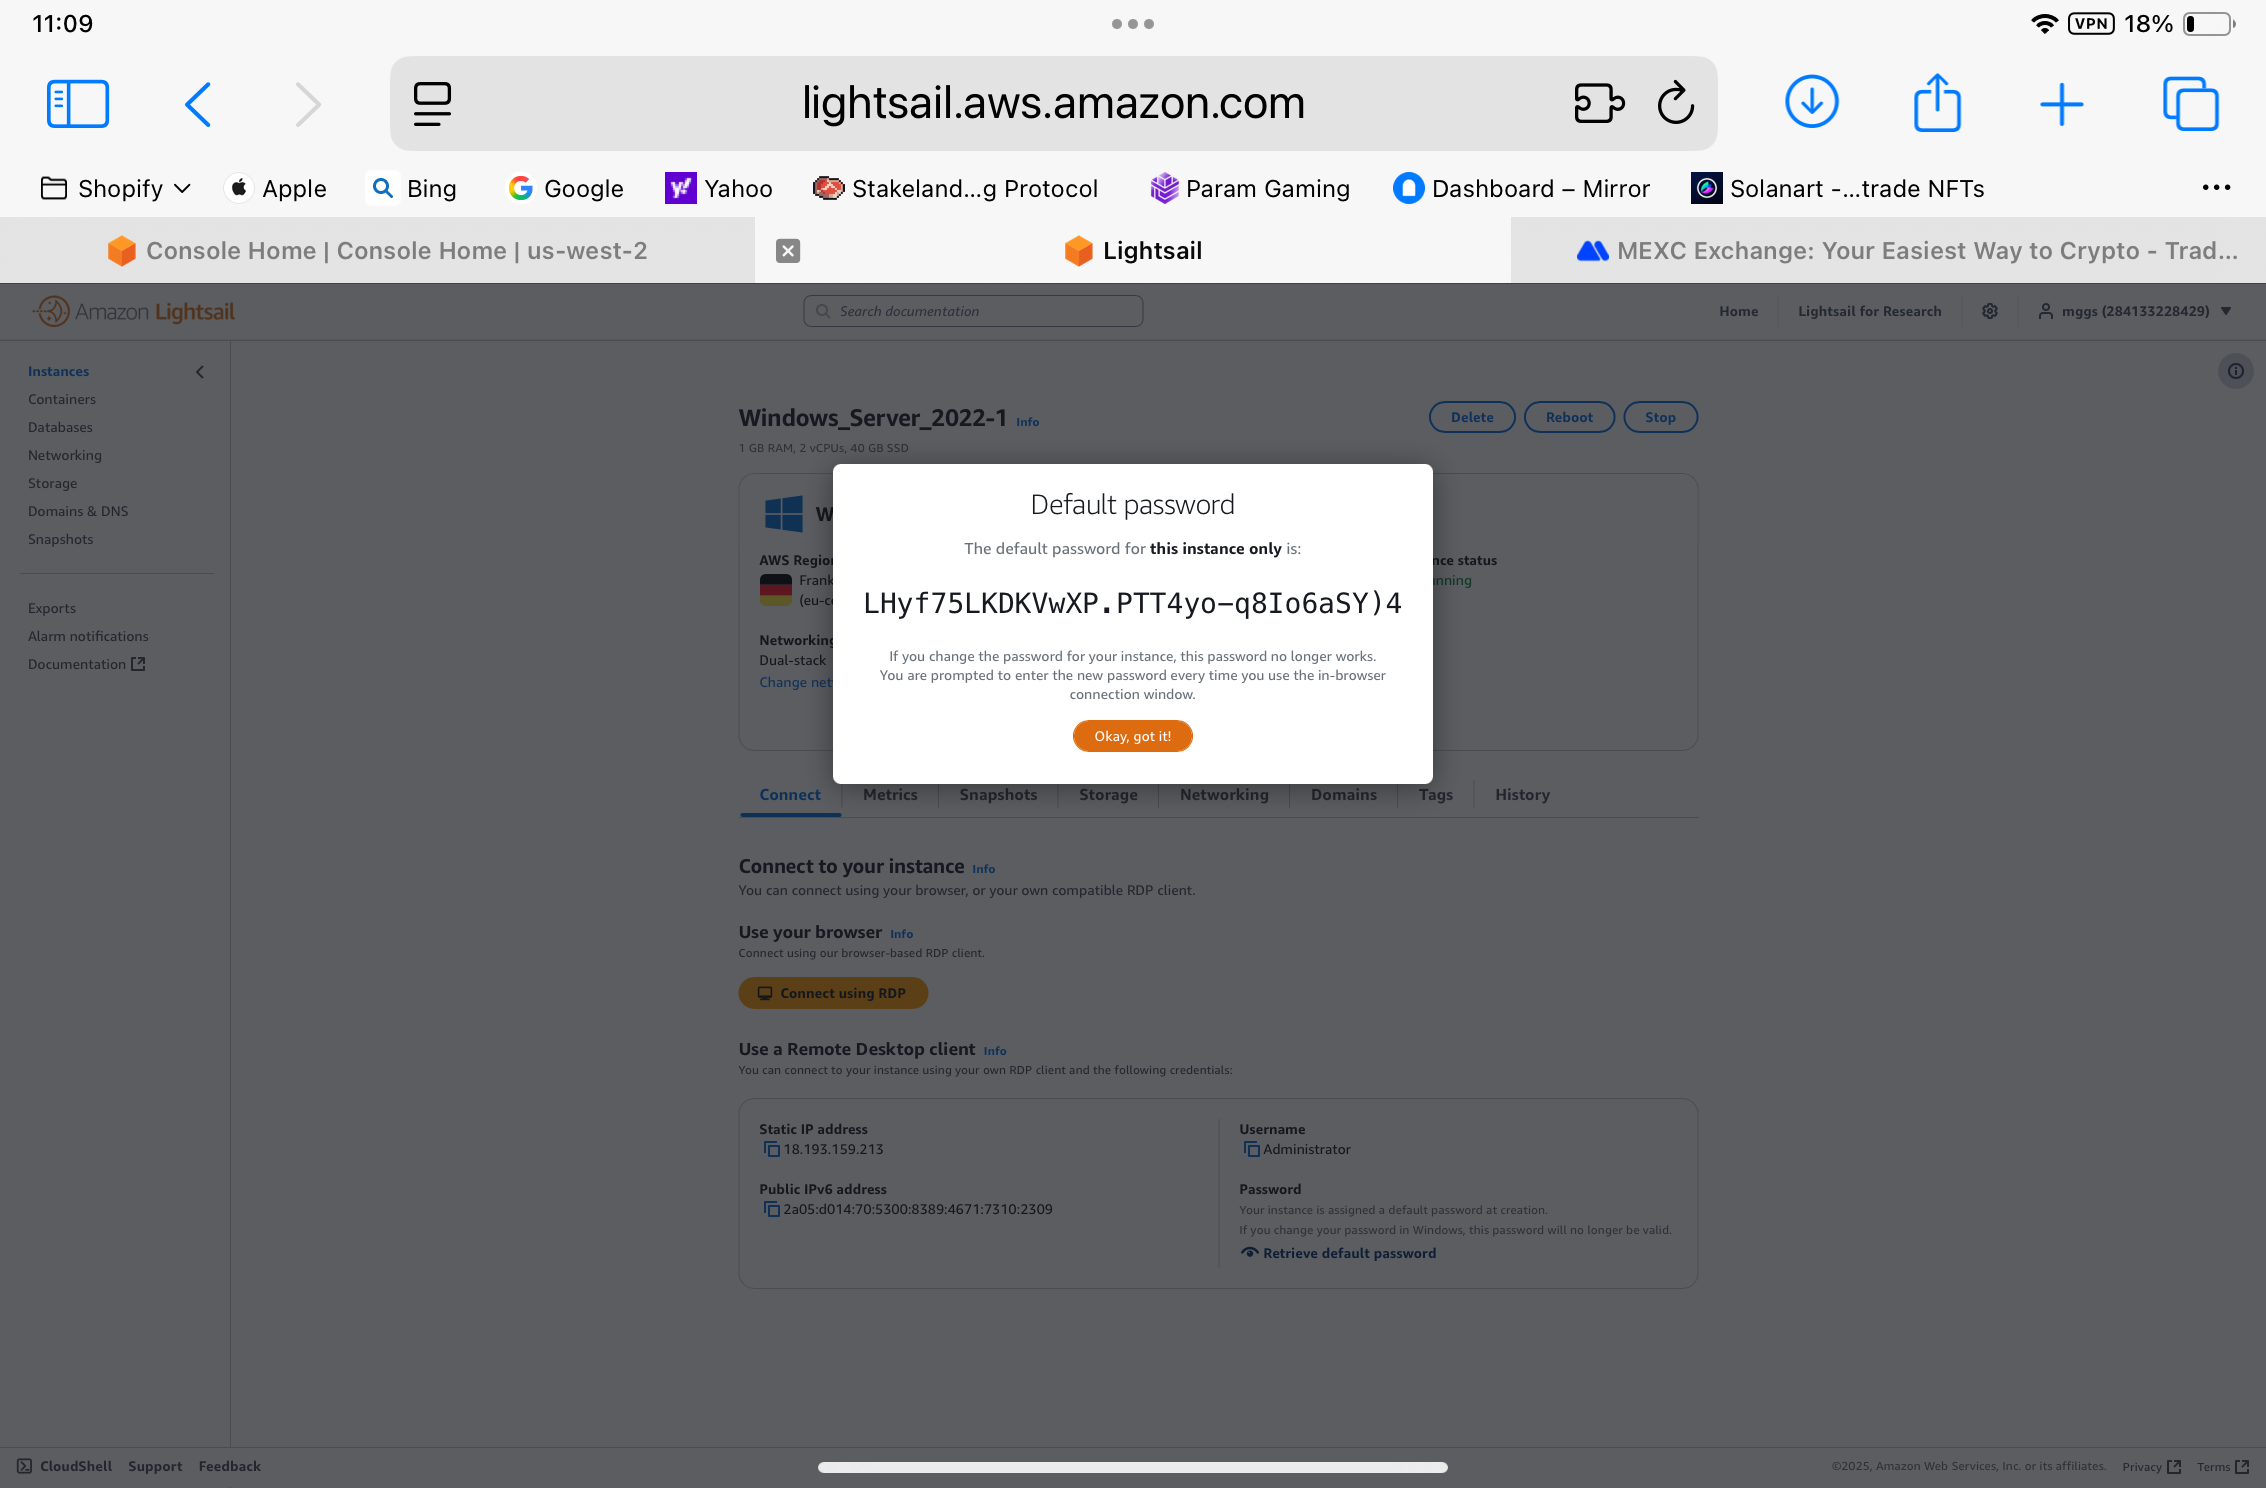 11:09
VPN 18%
lightsail.aws.amazon.com
Shopify Apple Bing Google Yahoo Stakeland...g Protocol Param Gaming Dashboard – Mirror Solanart -...trade NFTs
Console Home | Console Home | us-west-2
Lightsail
MEXC Exchange: Your Easiest Way to Crypto - Trad...
Amazon Lightsail
Search documentation
Home Lightsail for Research mggs (284133228429)
Instances
Containers
Databases
Networking
Storage
Domains & DNS
Snapshots
Exports
Alarm notifications
Documentation
Windows_Server_2022-1 Info
1 GB RAM, 2 vCPUs, 40 GB SSD
Delete Reboot Stop
W
AWS Regio
Frank
(eu-ce
Networking
Dual-stack
Change net
nce status
unning
Default password
The default password for this instance only is:
LHyf75LKDKVwXP.PTT4yo-q8Io6aSY)4
If you change the password for your instance, this password no longer works.
You are prompted to enter the new password every time you use the in-browser
connection window.
Okay, got it!
Connect Metrics Snapshots Storage Networking Domains Tags History
Connect to your instance Info
You can connect using your browser, or your own compatible RDP client.
Use your browser Info
Connect using our browser-based RDP client.
Connect using RDP
Use a Remote Desktop client Info
You can connect to your instance using your own RDP client and the following credentials:
Static IP address
18.193.159.213
Public IPv6 address
2a05:d014:70:5300:8389:4671:7310:2309
Username
Administrator
Password
Your instance is assigned a default password at creation.
If you change your password in Windows, this password will no longer be valid.
Retrieve default password
CloudShell Support Feedback
©2025, Amazon Web Services, Inc. or its affiliates. Privacy Terms